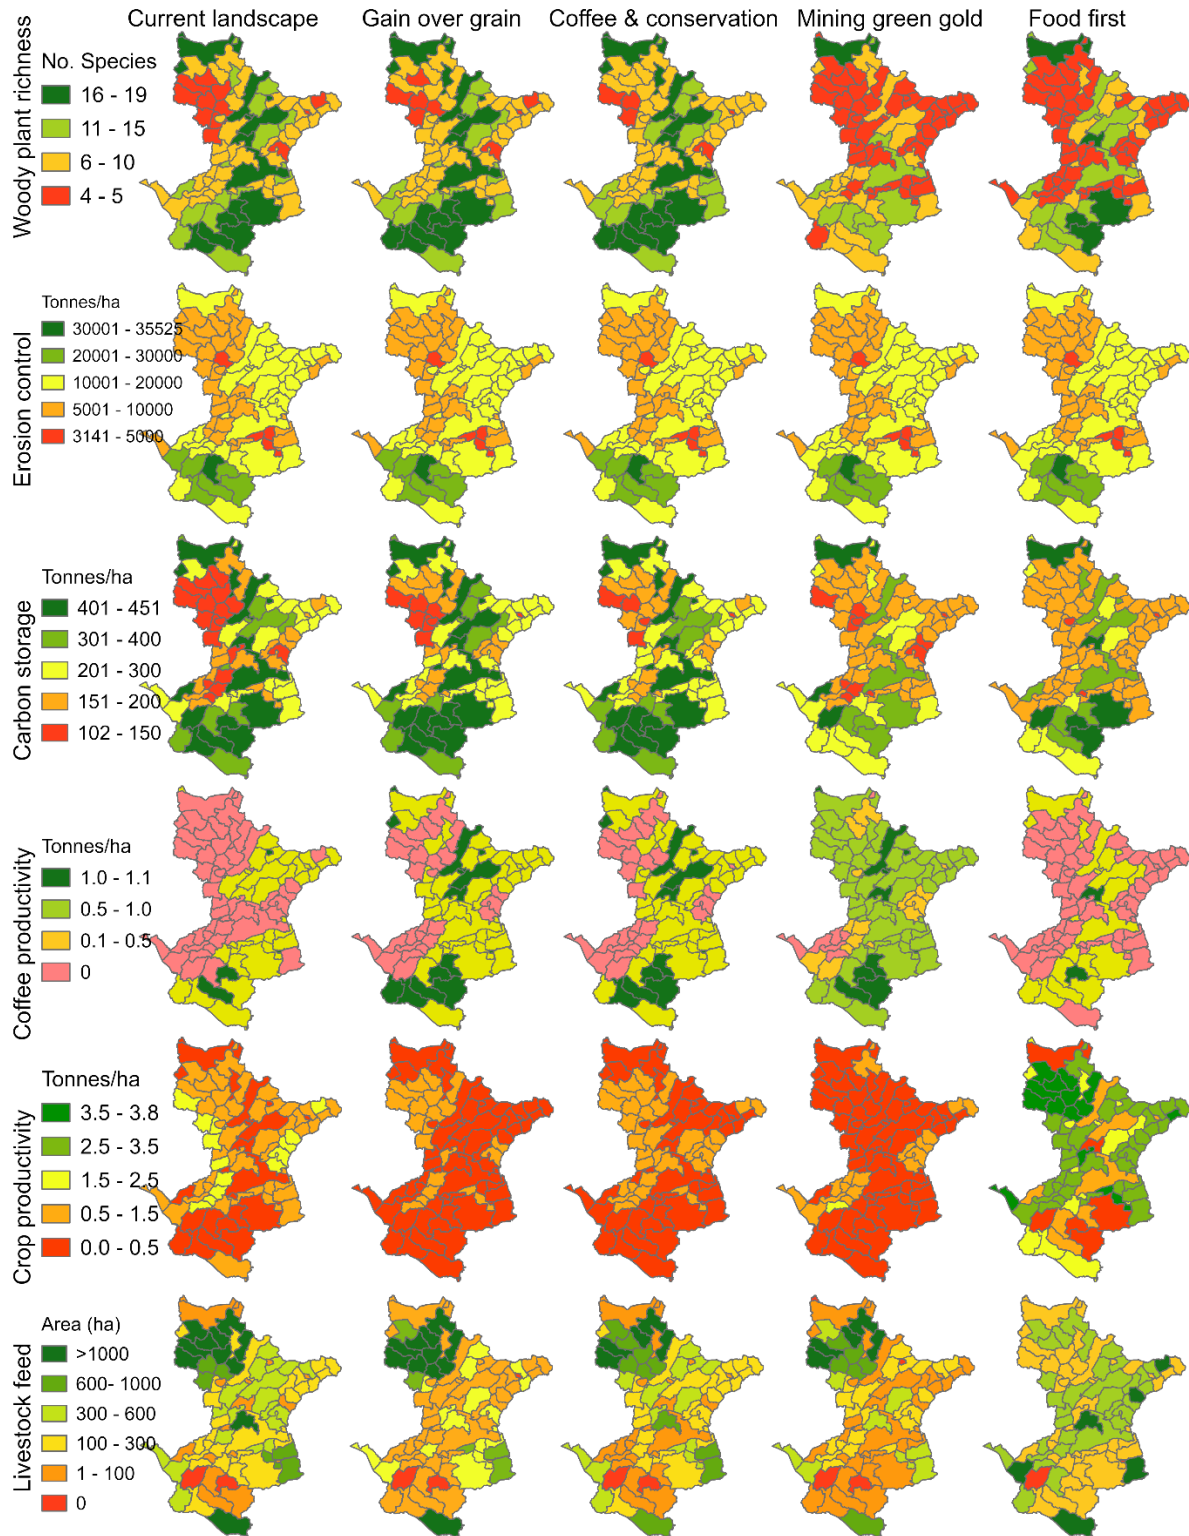 Current landscape
Gain over grain
Coffee & conservation
Mining green gold
Food first
Woody plant richness
No. Species
16 - 19
11 - 15
6 - 10
4 - 5
Erosion control
Tonnes/ha
30001 - 35525
20001 - 30000
10001 - 20000
5001 - 10000
3141 - 5000
Carbon storage
Tonnes/ha
401 - 451
301 - 400
201 - 300
151 - 200
102 - 150
Coffee productivity
Tonnes/ha
1.0 - 1.1
0.5 - 1.0
0.1 - 0.5
0
Crop productivity
Tonnes/ha
3.5 - 3.8
2.5 - 3.5
1.5 - 2.5
0.5 - 1.5
0.0 - 0.5
Livestock feed
Area (ha)
>1000
600- 1000
300 - 600
100 - 300
1 - 100
0